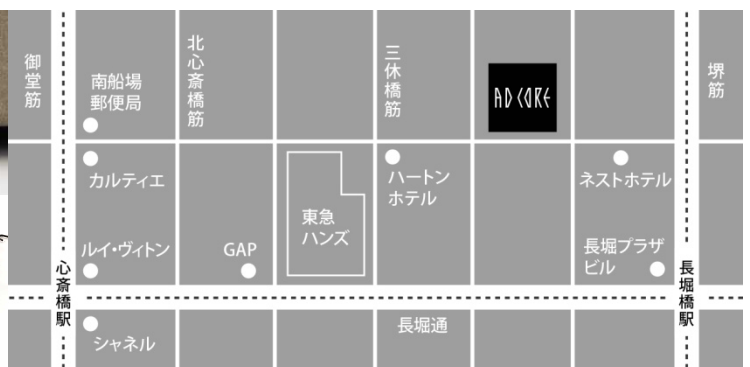 御堂筋
南船場
郵便局
北心斎橋筋
三休橋筋
AD CORE
堺筋
カルティエ
ハートン
ホテル
ネストホテル
東急
ハンズ
ルイ・ヴィトン
GAP
長堀プラザ
ビル
心斎橋駅
長堀橋駅
シャネル
長堀通